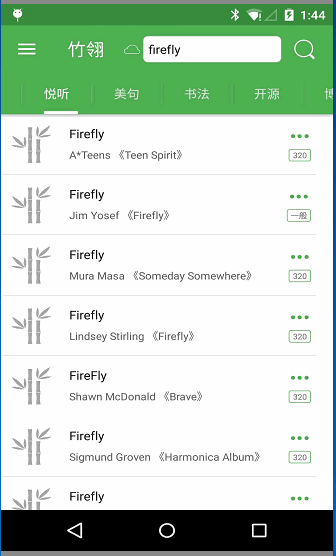 1:44
竹翎
firefly
悦听 美句 书法 开源
Firefly
A*Teens 《Teen Spirit》
320
Firefly
Jim Yosef 《Firefly》
一般
Firefly
Mura Masa 《Someday Somewhere》
320
Firefly
Lindsey Stirling 《Firefly》
320
FireFly
Shawn McDonald 《Brave》
320
Firefly
Sigmund Groven 《Harmonica Album》
320
Firefly